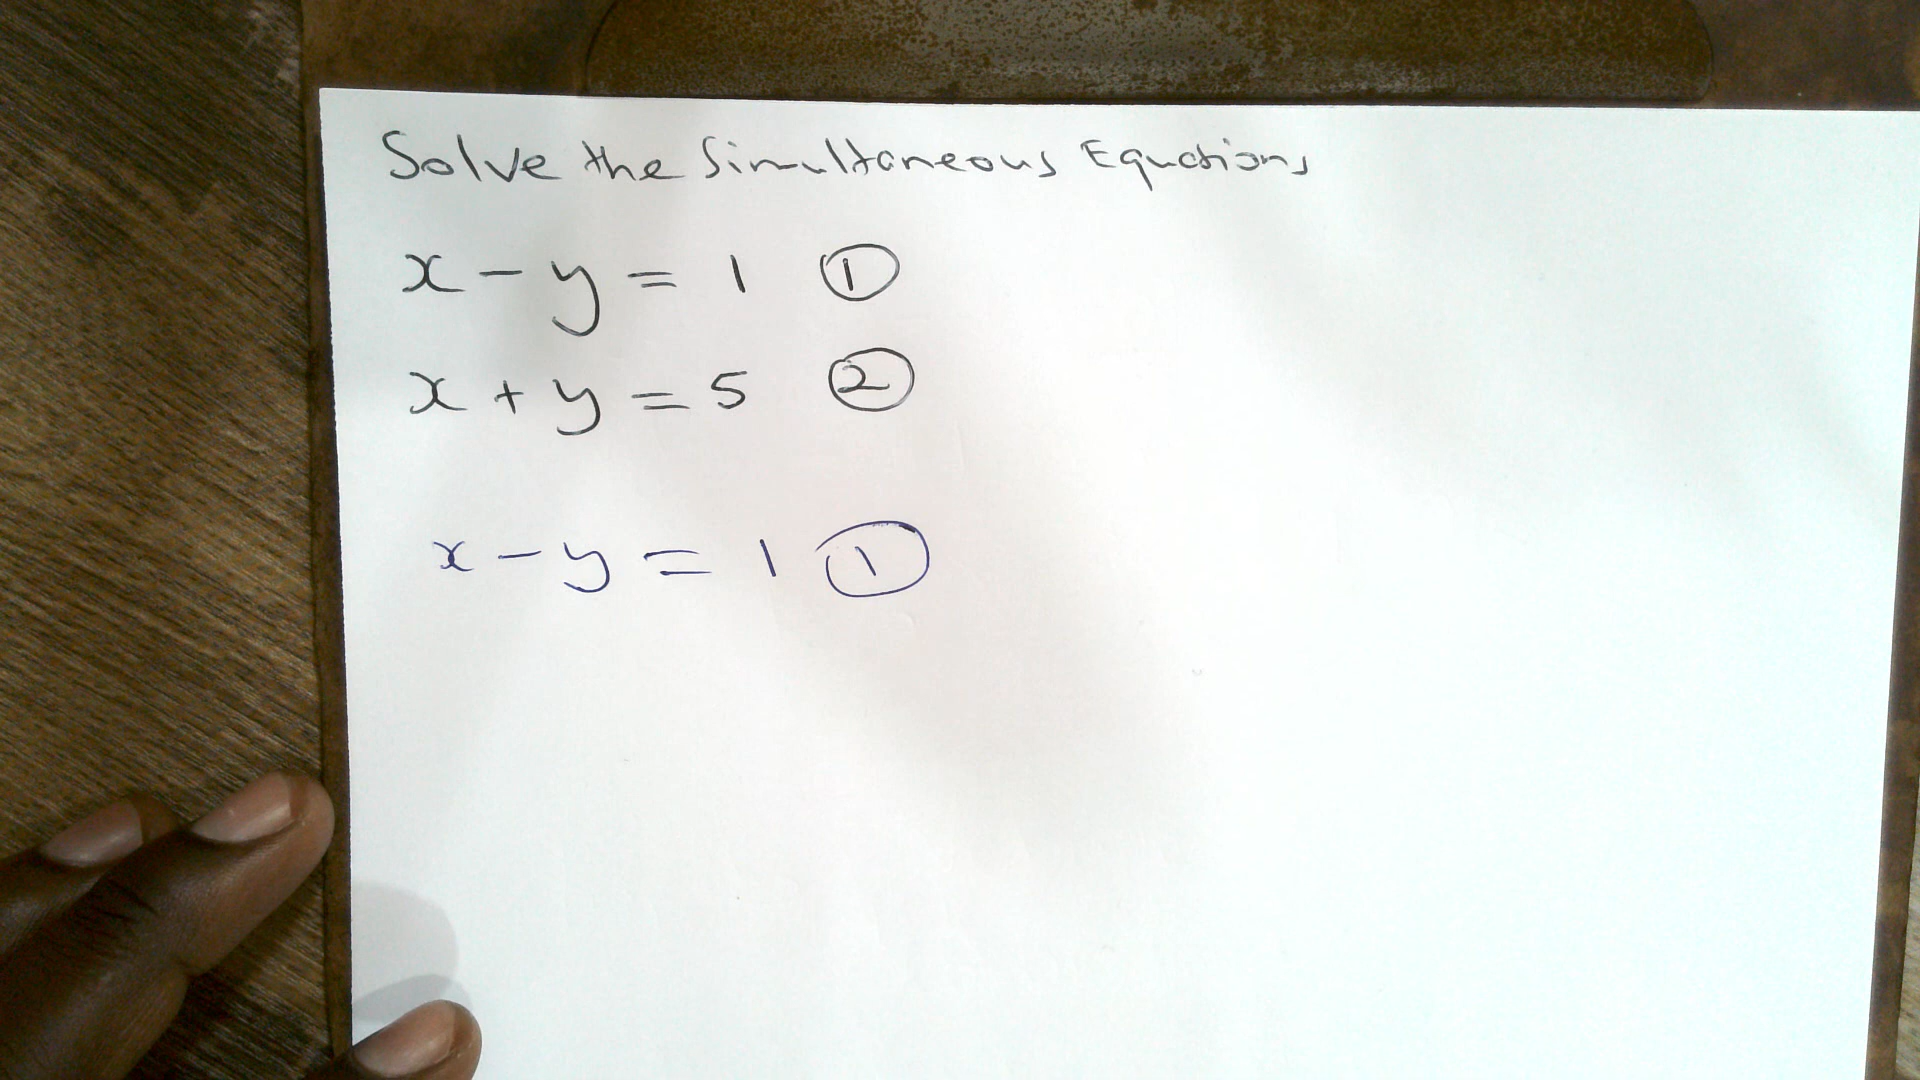 Solve the Simultaneous Equations
x - y = 1 ①
x + y = 5 ②
x - y = 1 ①